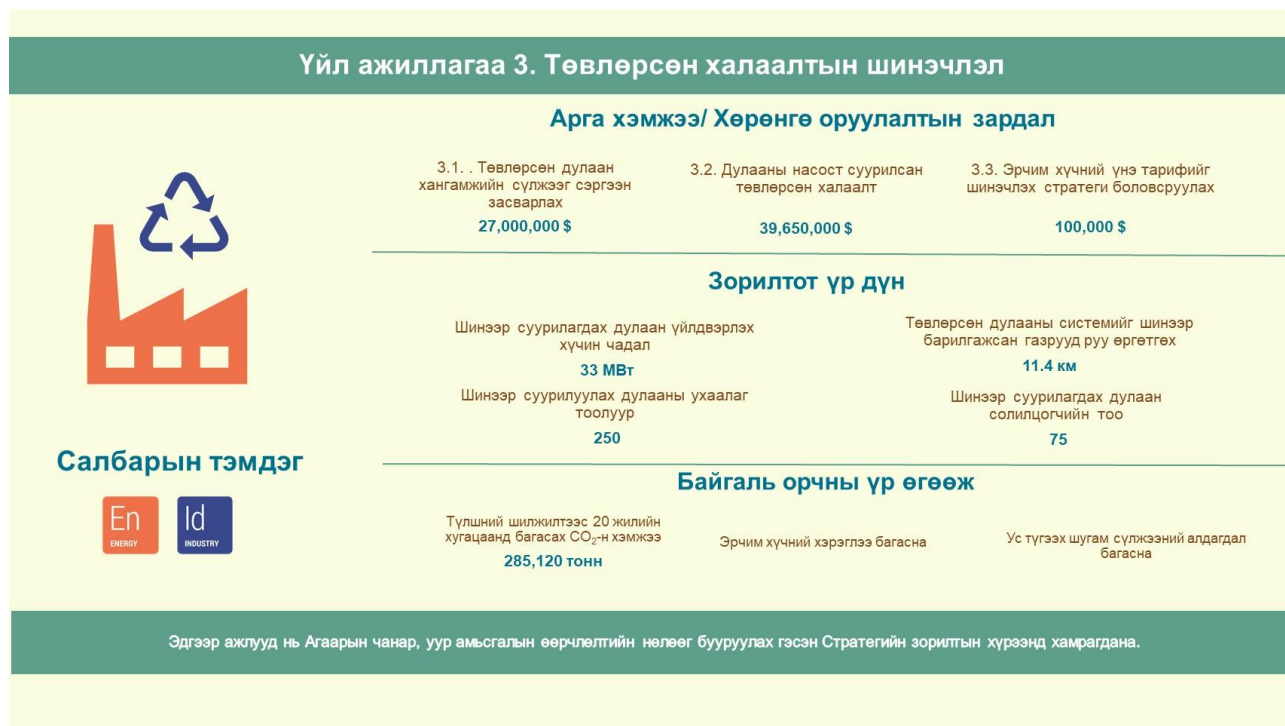 Үйл ажиллагаа 3. Төвлөрсөн халаалтын шинэчлэл
Арга хэмжээ/ Хөрөнгө оруулалтын зардал
3.1. . Төвлөрсөн дулаан
хангамжийн сүлжээг сэргээн
засварлах
27,000,000 $
3.2. Дулааны насост суурилсан
төвлөрсөн халаалт
39,650,000 $
3.3. Эрчим хүчний үнэ тарифийг
шинэчлэх стратеги боловсруулах
100,000 $
Зорилтот үр дүн
Шинээр суурилагдах дулаан үйлдвэрлэх
хүчин чадал
33 МВт
Төвлөрсөн дулааны системийг шинээр
барилгажсан газрууд руу өргөтгөх
11.4 км
Шинээр суурилуулах дулааны ухаалаг
тоолуур
250
Шинээр суурилагдах дулаан
солилцогчийн тоо
75
Салбарын тэмдэг
En
ENERGY
Id
INDUSTRY
Байгаль орчны үр өгөөж
Түлшний шилжилтээс 20 жилийн
хугацаанд багасах CO₂-н хэмжээ
285,120 тонн
Эрчим хүчний хэрэглээ багасна
Ус түгээх шугам сүлжээний алдагдал
багасна
Эдгээр ажлууд нь Агаарын чанар, уур амьсгалын өөрчлөлтийн нөлөөг бууруулах гэсэн Стратегийн зорилтын хүрээнд хамрагдана.